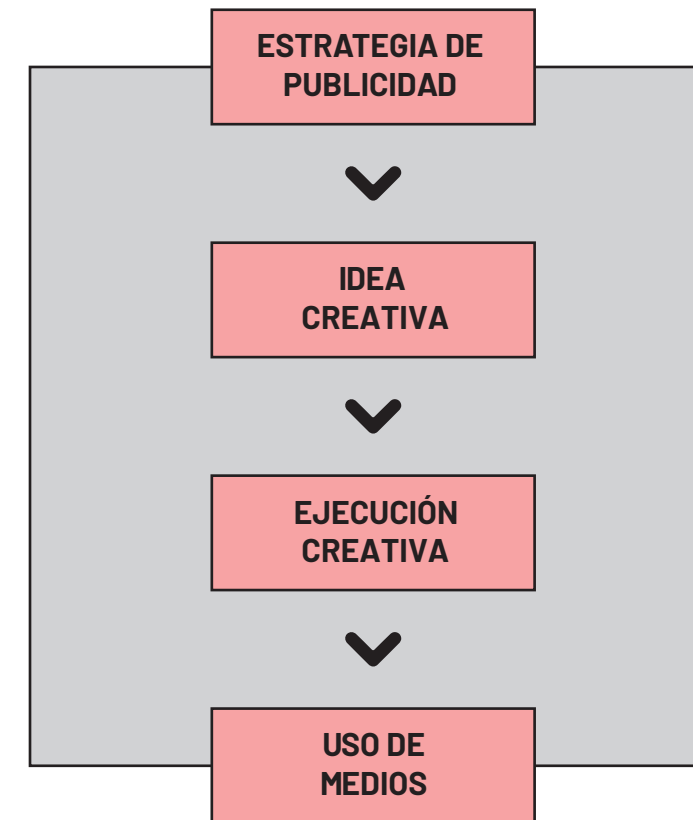 ESTRATEGIA DE
PUBLICIDAD
IDEA
CREATIVA
EJECUCIÓN
CREATIVA
USO DE
MEDIOS